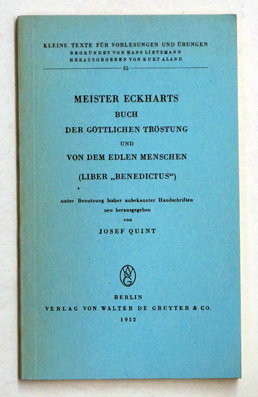 KLEINE TEXTE FÜR VORLESUNGEN UND ÜBUNGEN
BEGRÜNDET VON HANS LIETZMANN
HERAUSGEGEBEN VON KURT ALAND
55
MEISTER ECKHARTS
BUCH
DER GÖTTLICHEN TRÖSTUNG
UND
VON DEM EDLEN MENSCHEN
(LIBER „BENEDICTUS”)
unter Benutzung bisher unbekannter Handschriften
neu herausgegeben
von
JOSEF QUINT
BERLIN
VERLAG VON WALTER DE GRUYTER & CO.
1952